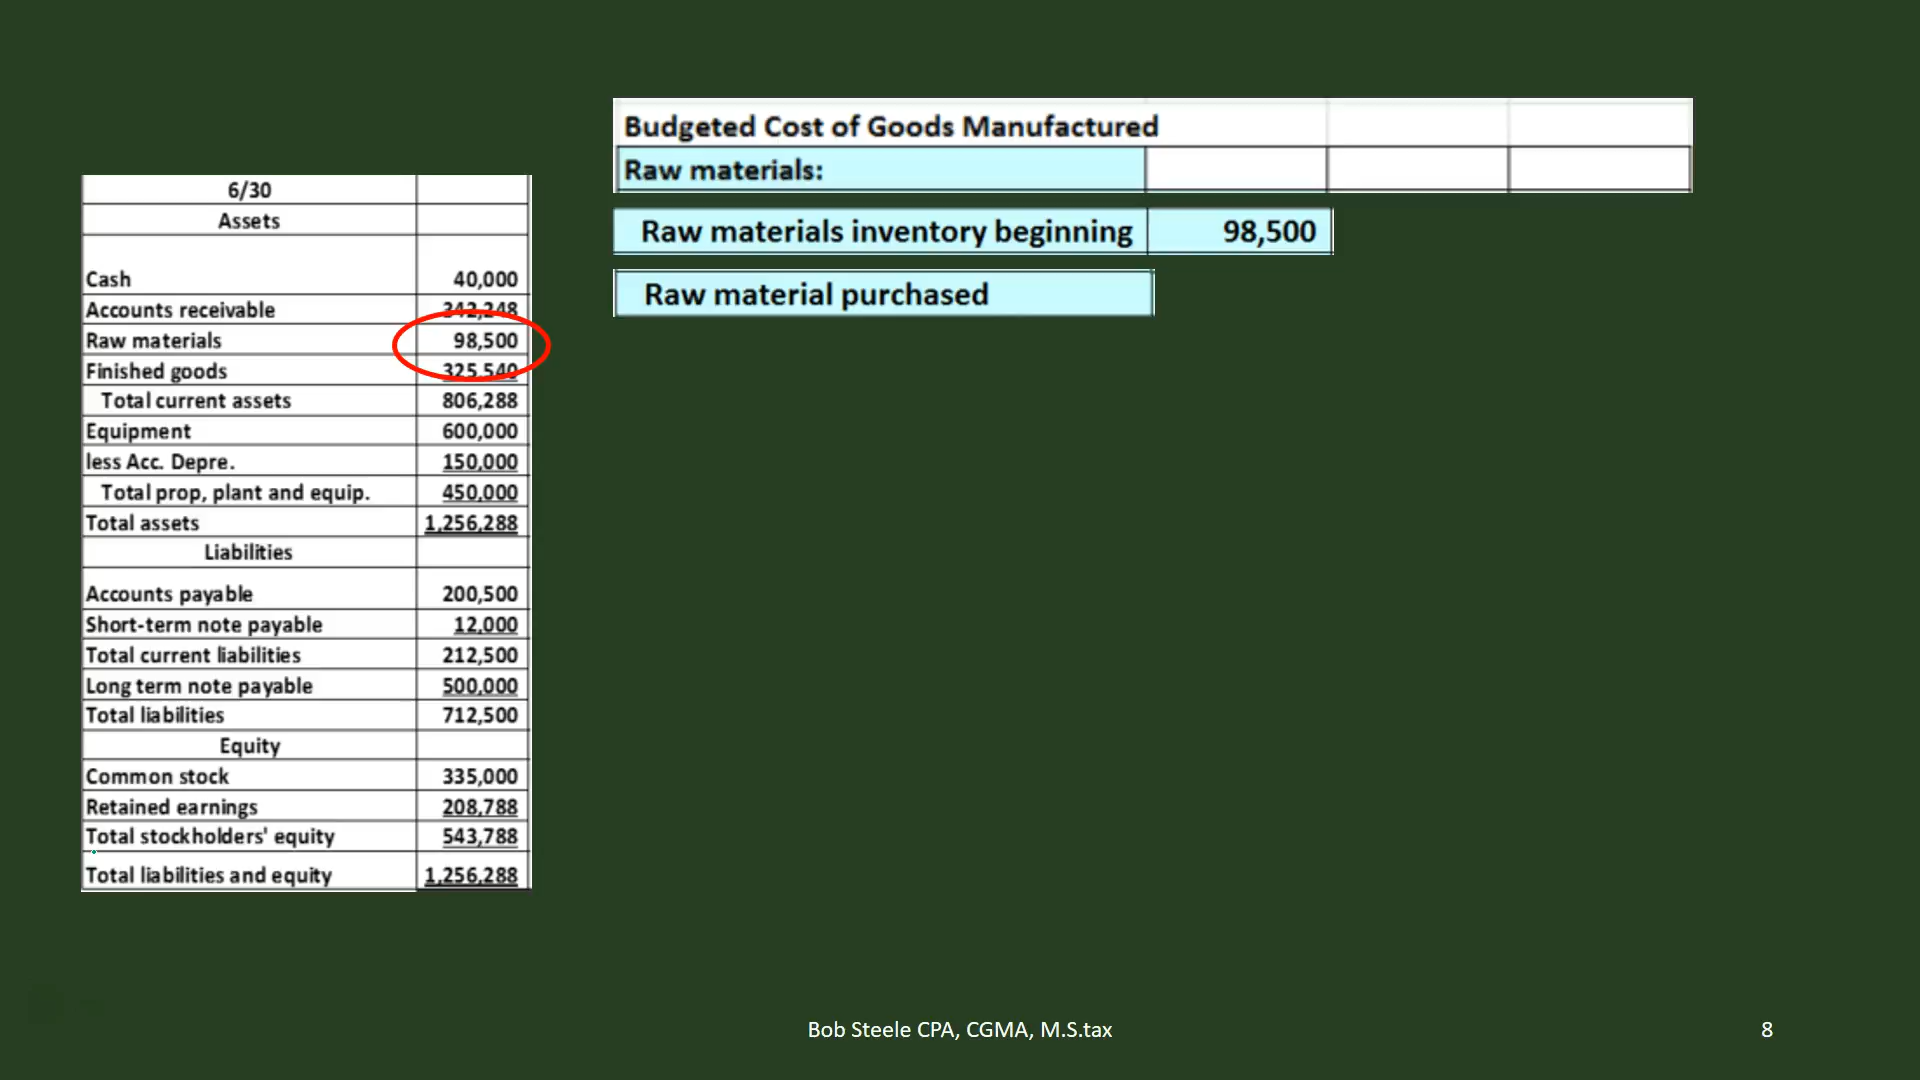 6/30
Assets
Cash 40,000
Accounts receivable 342,248
Raw materials 98,500
Finished goods 325,540
Total current assets 806,288
Equipment 600,000
less Acc. Depre. 150,000
Total prop, plant and equip. 450,000
Total assets 1,256,288
Liabilities
Accounts payable 200,500
Short-term note payable 12,000
Total current liabilities 212,500
Long term note payable 500,000
Total liabilities 712,500
Equity
Common stock 335,000
Retained earnings 208,788
Total stockholders' equity 543,788
Total liabilities and equity 1,256,288
Budgeted Cost of Goods Manufactured
Raw materials:
Raw materials inventory beginning 98,500
Raw material purchased
Bob Steele CPA, CGMA, M.S.tax
8